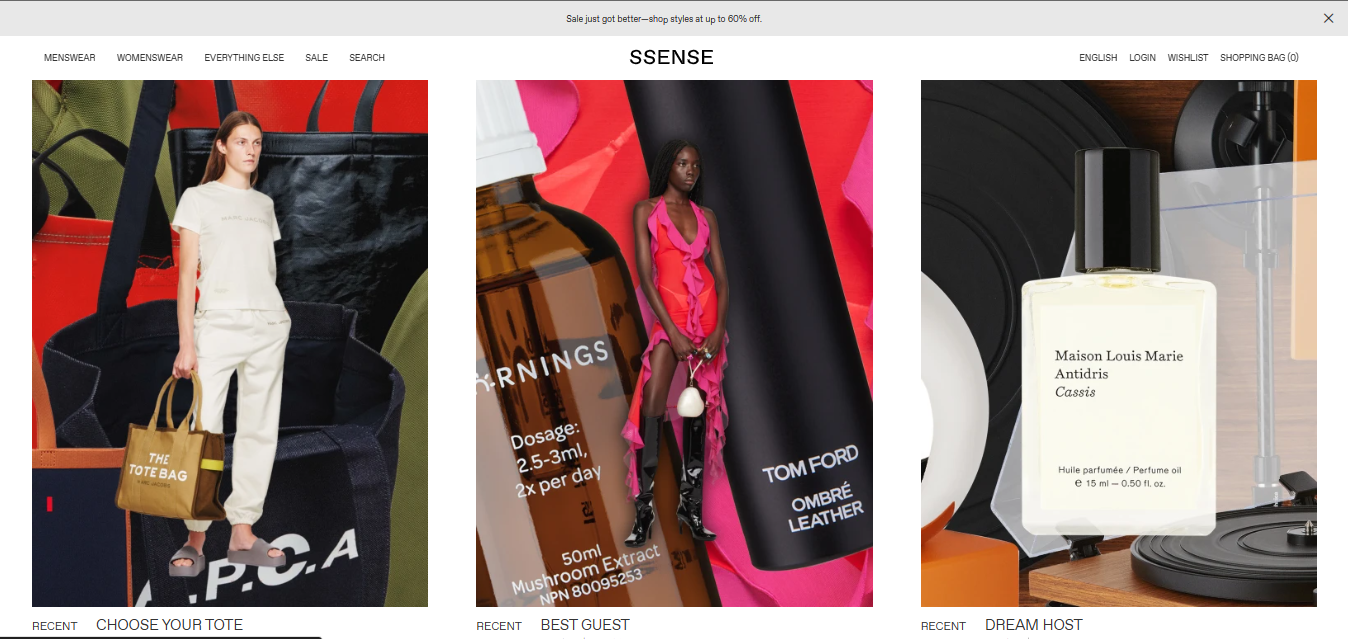 Sale just got better—shop styles at up to 60% off.
MENSWEAR WOMENSWEAR EVERYTHING ELSE SALE SEARCH
SSENSE
ENGLISH LOGIN WISHLIST SHOPPING BAG (0)
MARC JACOBS
THE
TOTE BAG
MARC JACOBS
.P.C.A
RNINGS
Dosage:
2.5-3ml,
2x per day
50ml
Mushroom Extract
NPN 80095253
TOM FORD
OMBRÉ
LEATHER
Maison Louis Marie
Antidris
Cassis
Huile parfumée / Perfume oil
℮ 15 ml — 0.50 fl. oz.
RECENT CHOOSE YOUR TOTE
RECENT BEST GUEST
RECENT DREAM HOST